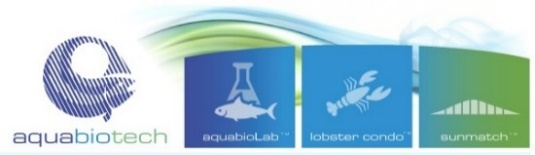 aquabiotech
aquabioLab™
lobster condo™
sunmatch™